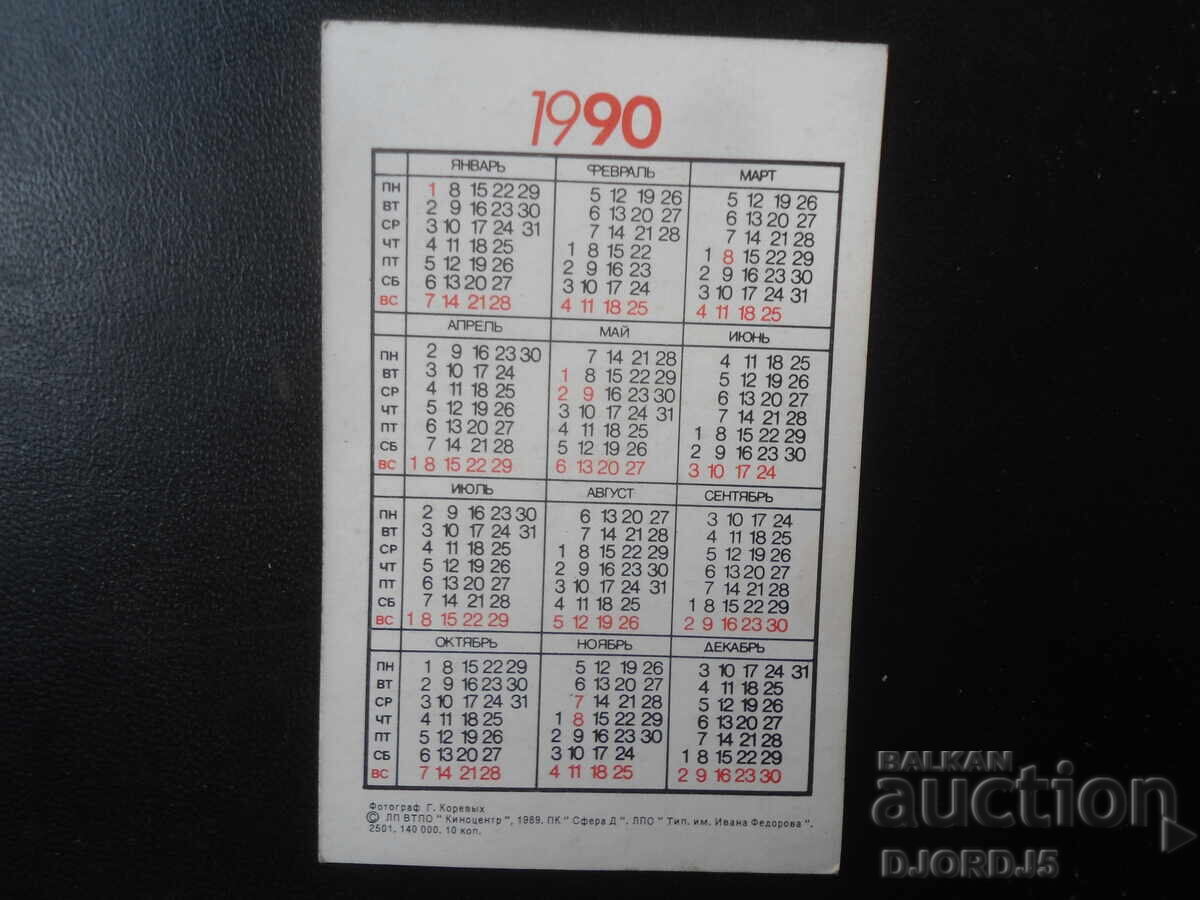 1990
ЯНВАРЬ ФЕВРАЛЬ МАРТ
ПН 1 8 15 22 29 5 12 19 26 5 12 19 26
ВТ 2 9 16 23 30 6 13 20 27 6 13 20 27
СР 3 10 17 24 31 7 14 21 28 7 14 21 28
ЧТ 4 11 18 25 1 8 15 22 1 8 15 22 29
ПТ 5 12 19 26 2 9 16 23 2 9 16 23 30
СБ 6 13 20 27 3 10 17 24 3 10 17 24 31
ВС 7 14 21 28 4 11 18 25 4 11 18 25
АПРЕЛЬ МАЙ ИЮНЬ
ПН 2 9 16 23 30 7 14 21 28 4 11 18 25
ВТ 3 10 17 24 1 8 15 22 29 5 12 19 26
СР 4 11 18 25 2 9 16 23 30 6 13 20 27
ЧТ 5 12 19 26 3 10 17 24 31 7 14 21 28
ПТ 6 13 20 27 4 11 18 25 1 8 15 22 29
СБ 7 14 21 28 5 12 19 26 2 9 16 23 30
ВС 1 8 15 22 29 6 13 20 27 3 10 17 24
ИЮЛЬ АВГУСТ СЕНТЯБРЬ
ПН 2 9 16 23 30 6 13 20 27 3 10 17 24
ВТ 3 10 17 24 31 7 14 21 28 4 11 18 25
СР 4 11 18 25 1 8 15 22 29 5 12 19 26
ЧТ 5 12 19 26 2 9 16 23 30 6 13 20 27
ПТ 6 13 20 27 3 10 17 24 31 7 14 21 28
СБ 7 14 21 28 4 11 18 25 1 8 15 22 29
ВС 1 8 15 22 29 5 12 19 26 2 9 16 23 30
ОКТЯБРЬ НОЯБРЬ ДЕКАБРЬ
ПН 1 8 15 22 29 5 12 19 26 3 10 17 24 31
ВТ 2 9 16 23 30 6 13 20 27 4 11 18 25
СР 3 10 17 24 31 7 14 21 28 5 12 19 26
ЧТ 4 11 18 25 1 8 15 22 29 6 13 20 27
ПТ 5 12 19 26 2 9 16 23 30 7 14 21 28
СБ 6 13 20 27 3 10 17 24 1 8 15 22 29
ВС 7 14 21 28 4 11 18 25 2 9 16 23 30
Фотограф Г. Коревых
© ЛП ВТПО "Киноцентр", 1989. ПК "Сфера Д". ЛПО "Тип. им. Ивана Федорова".
2501, 140 000. 10 коп.
BALKAN
auction
DJORDJ5